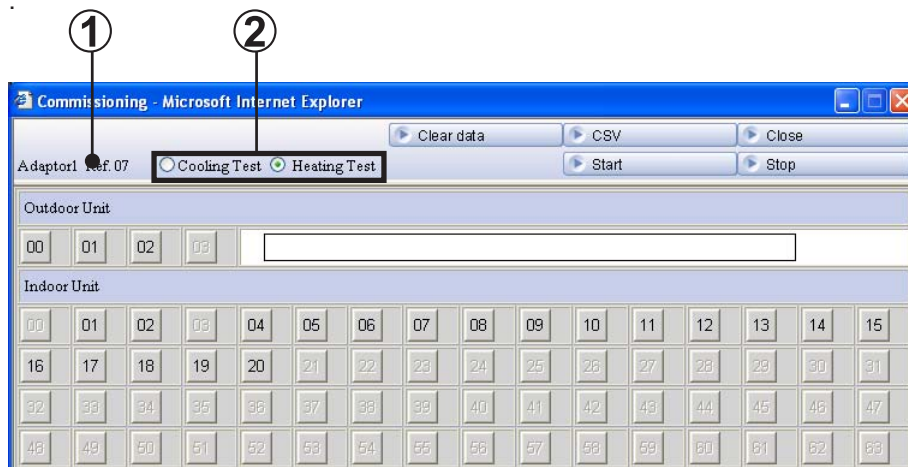 .
1 2
Commissioning - Microsoft Internet Explorer
Clear data CSV Close
Adaptor1 Ref. 07 Cooling Test Heating Test Start Stop
Outdoor Unit
00 01 02 03
Indoor Unit
00 01 02 03 04 05 06 07 08 09 10 11 12 13 14 15
16 17 18 19 20 21 22 23 24 25 26 27 28 29 30 31
32 33 34 35 36 37 38 39 40 41 42 43 44 45 46 47
48 49 50 51 52 53 54 55 56 57 58 59 60 61 62 63